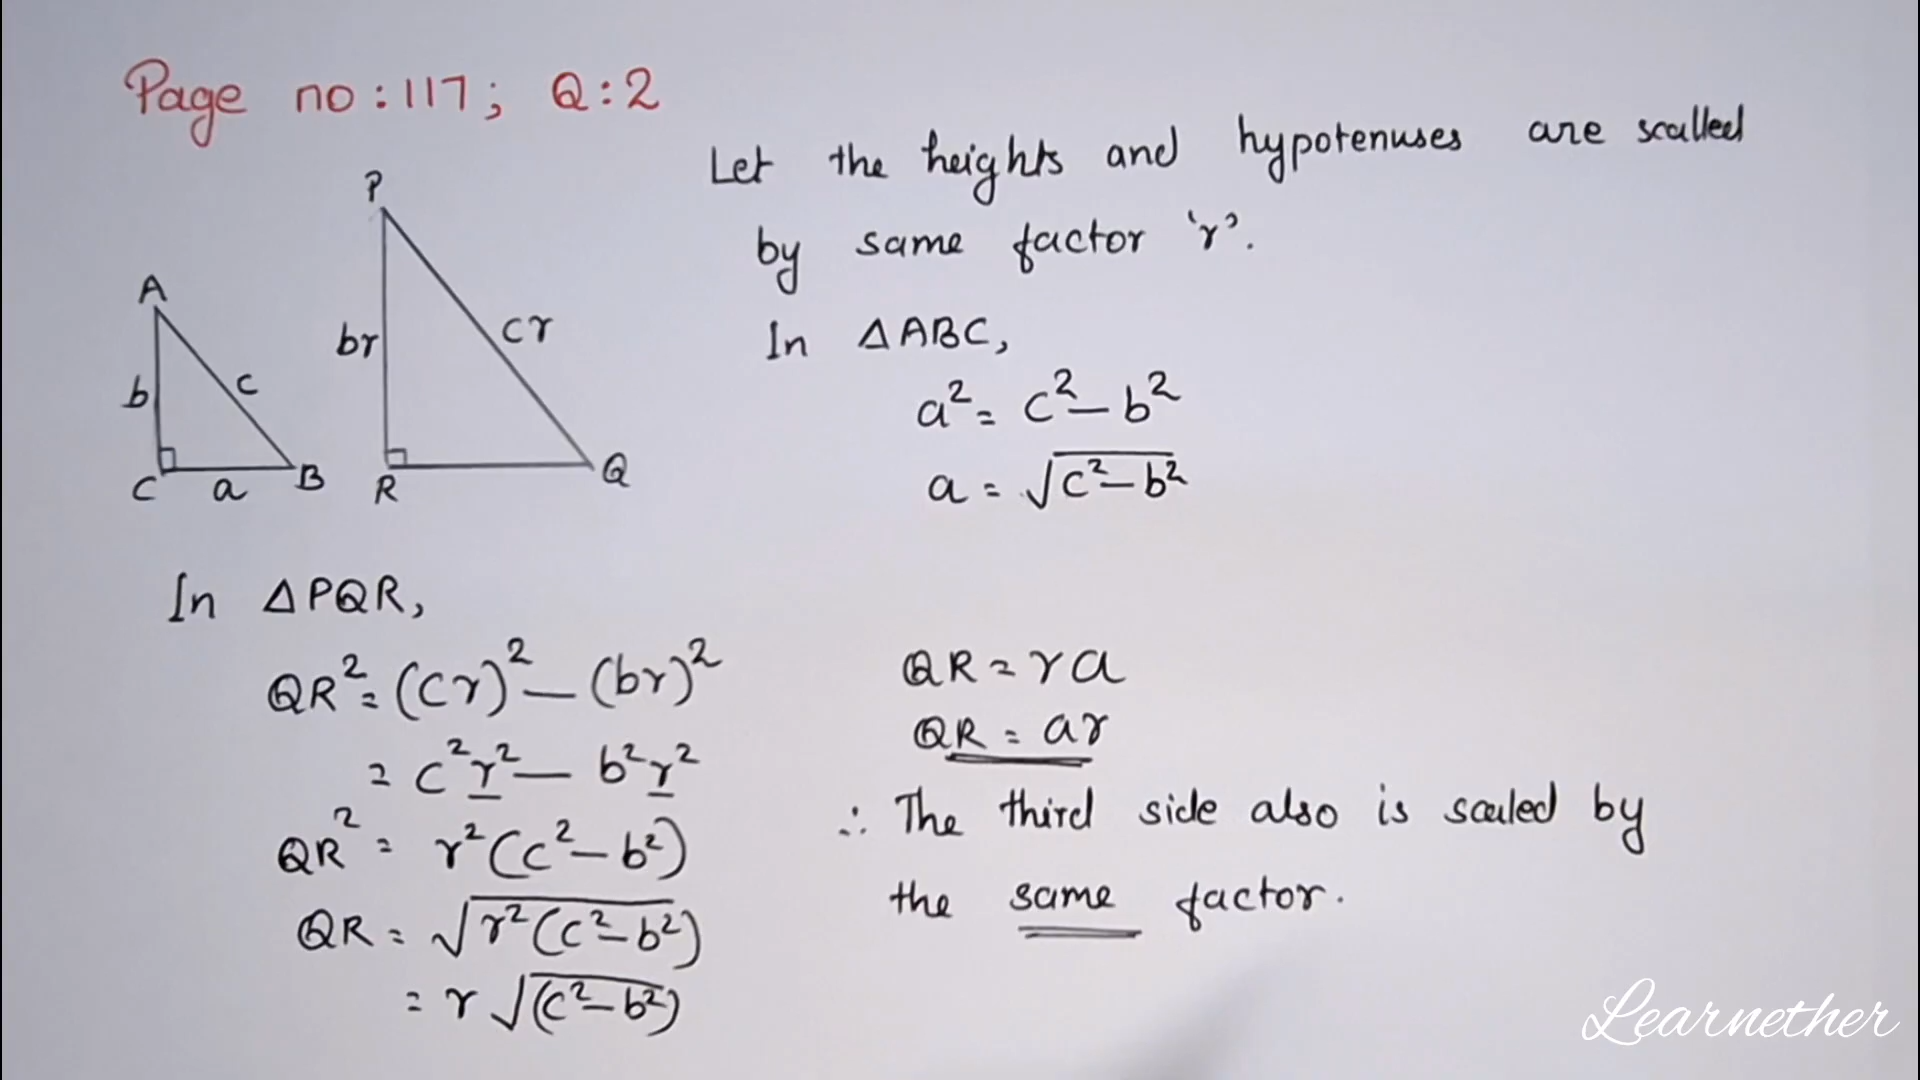 Page no : 117 ; Q : 2
Let the heights and hypotenuses are scalled
by same factor 'r'.
P
A
br
cr
b
c
C
a
B
R
Q
In △ABC,
a² = c² − b²
a = √c² − b²
In △PQR,
QR² = (cr)² − (br)²
= c²r² − b²r²
QR² = r²(c² − b²)
QR = √r²(c² − b²)
= r √(c² − b²)
QR = ra
QR = ar
∴ The third side also is scaled by
the same factor.
Learnether